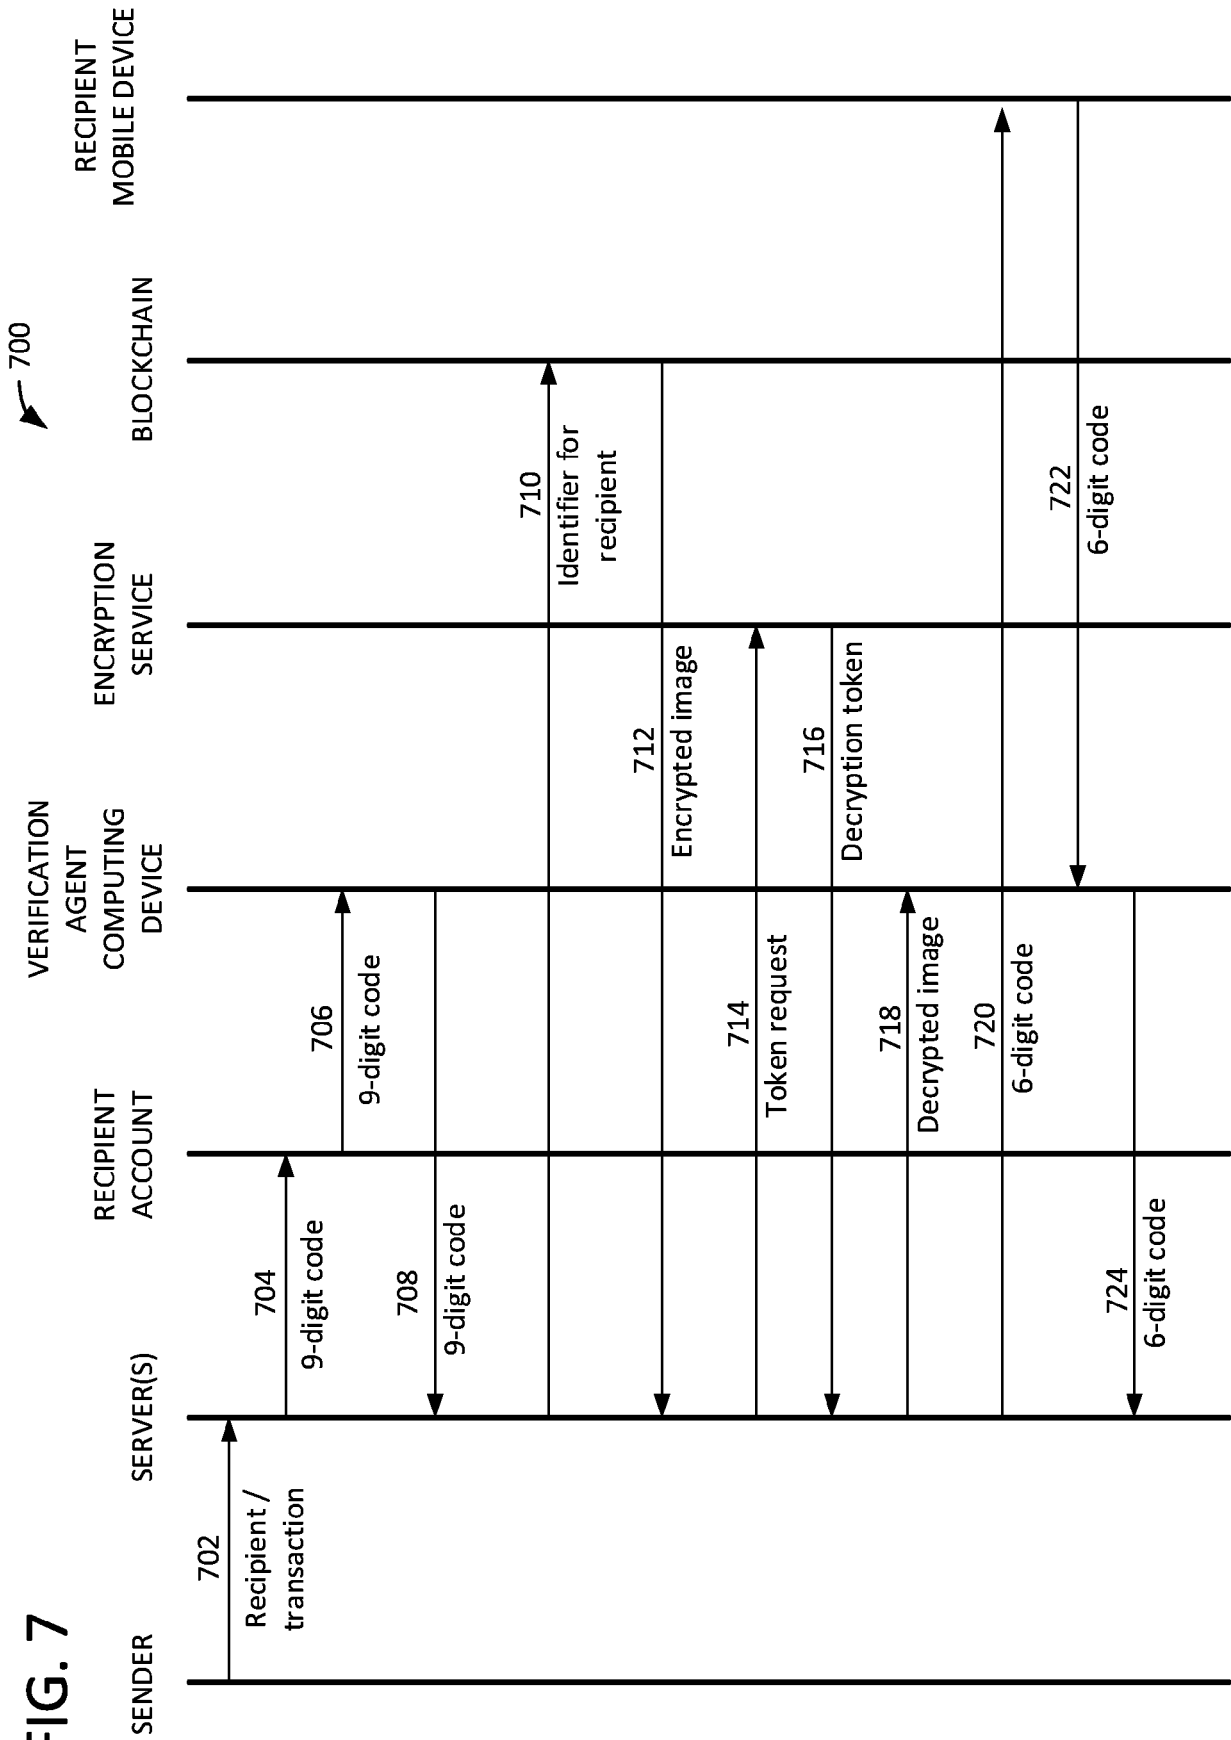 FIG. 7
700
SENDER
SERVER(S)
RECIPIENT
ACCOUNT
VERIFICATION
AGENT
COMPUTING
DEVICE
ENCRYPTION
SERVICE
BLOCKCHAIN
RECIPIENT
MOBILE DEVICE
702
Recipient /
transaction
704
9-digit code
706
9-digit code
708
9-digit code
710
Identifier for
recipient
712
Encrypted image
714
Token request
716
Decryption token
718
Decrypted image
720
6-digit code
722
6-digit code
724
6-digit code